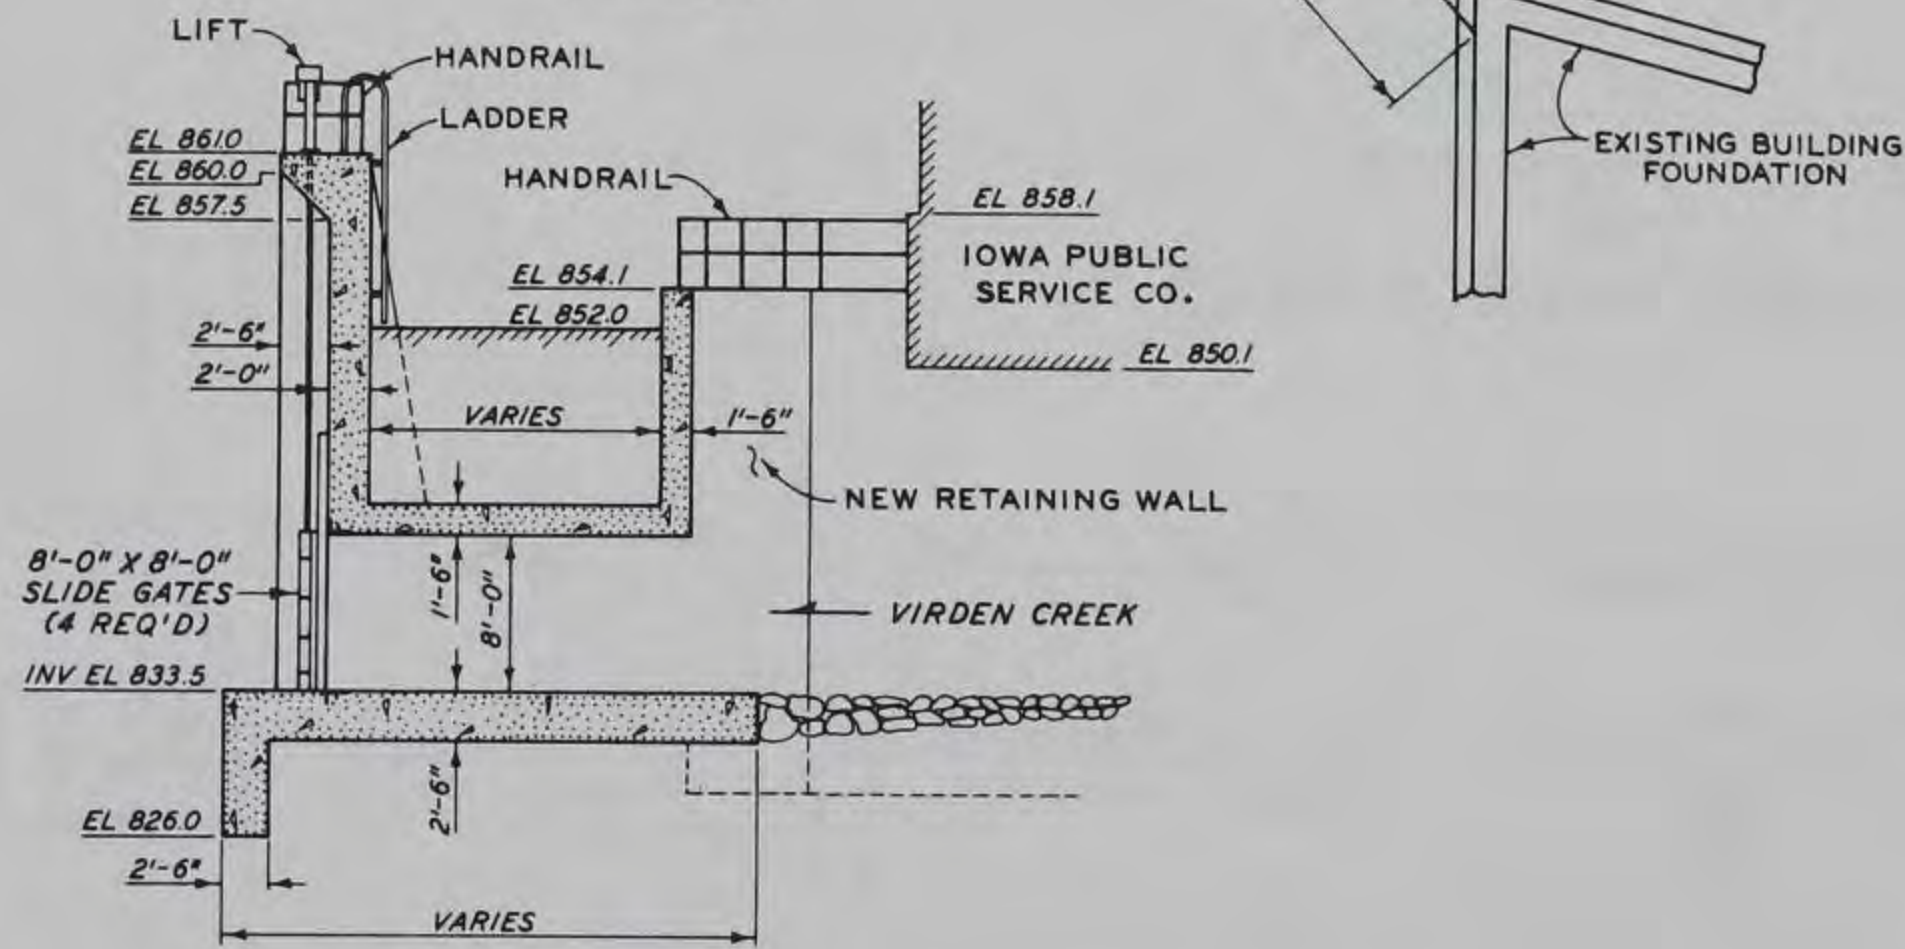 LIFT
HANDRAIL
LADDER
EL 861.0
EL 860.0
EL 857.5
HANDRAIL
EL 858.1
IOWA PUBLIC
SERVICE CO.
EL 854.1
EL 852.0
EL 850.1
2'-6"
2'-0"
VARIES
1'-6"
NEW RETAINING WALL
8'-0" X 8'-0"
SLIDE GATES
(4 REQ'D)
1'-6"
8'-0"
VIRDEN CREEK
INV EL 833.5
2'-6"
EL 826.0
2'-6"
VARIES
EXISTING BUILDING
FOUNDATION